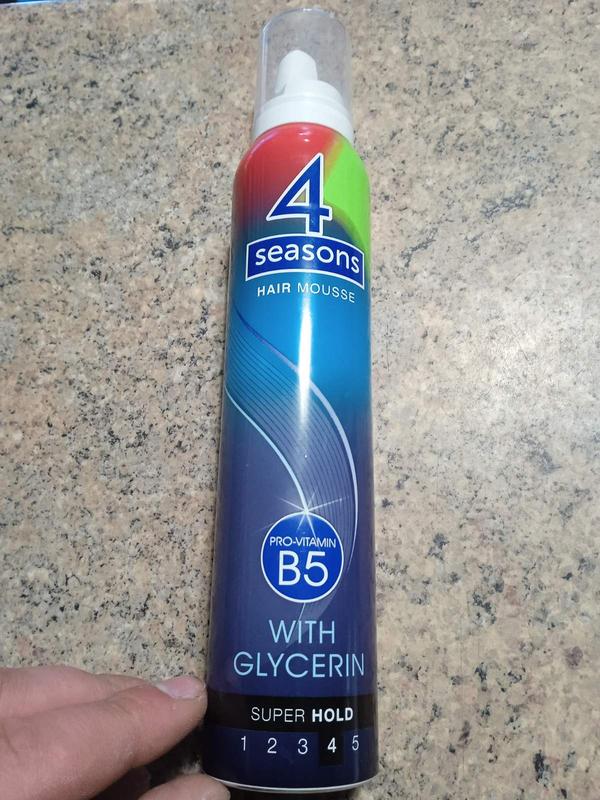 4
seasons
HAIR MOUSSE
PRO-VITAMIN
B5
WITH
GLYCERIN
SUPER HOLD
1 2 3 4 5